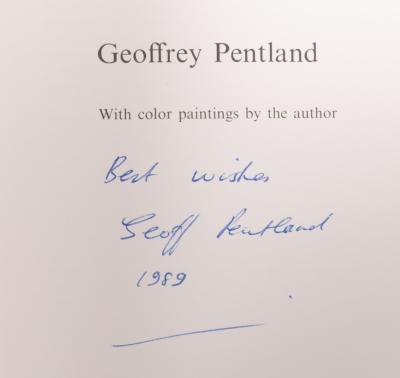 Geoffrey Pentland
With color paintings by the author
Best wishes
Geoff Pentland
1989